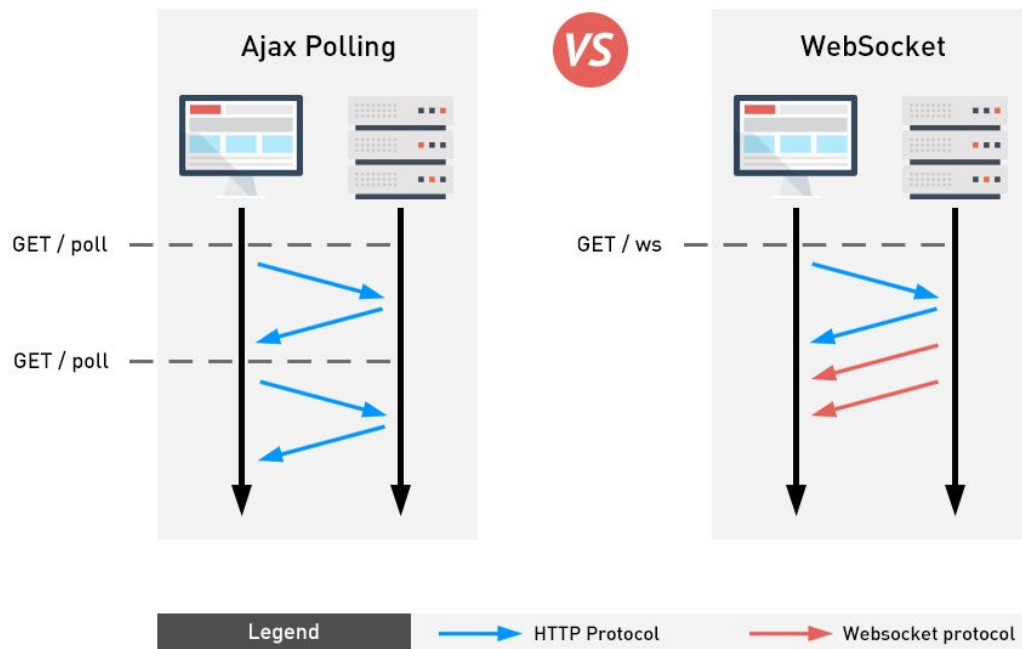 Ajax Polling
VS
WebSocket
GET / poll
GET / ws
GET / poll
Legend
HTTP Protocol
Websocket protocol